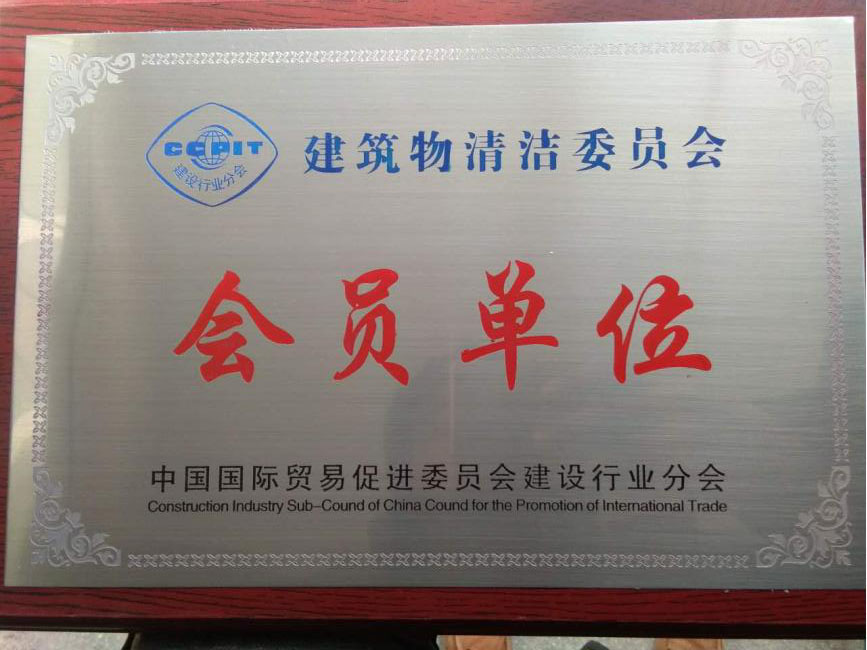 CCPIT
建设行业分会
建筑物清洁委员会
会员单位
中国国际贸易促进委员会建设行业分会
Construction Industry Sub-Cound of China Cound for the Promotion of International Trade